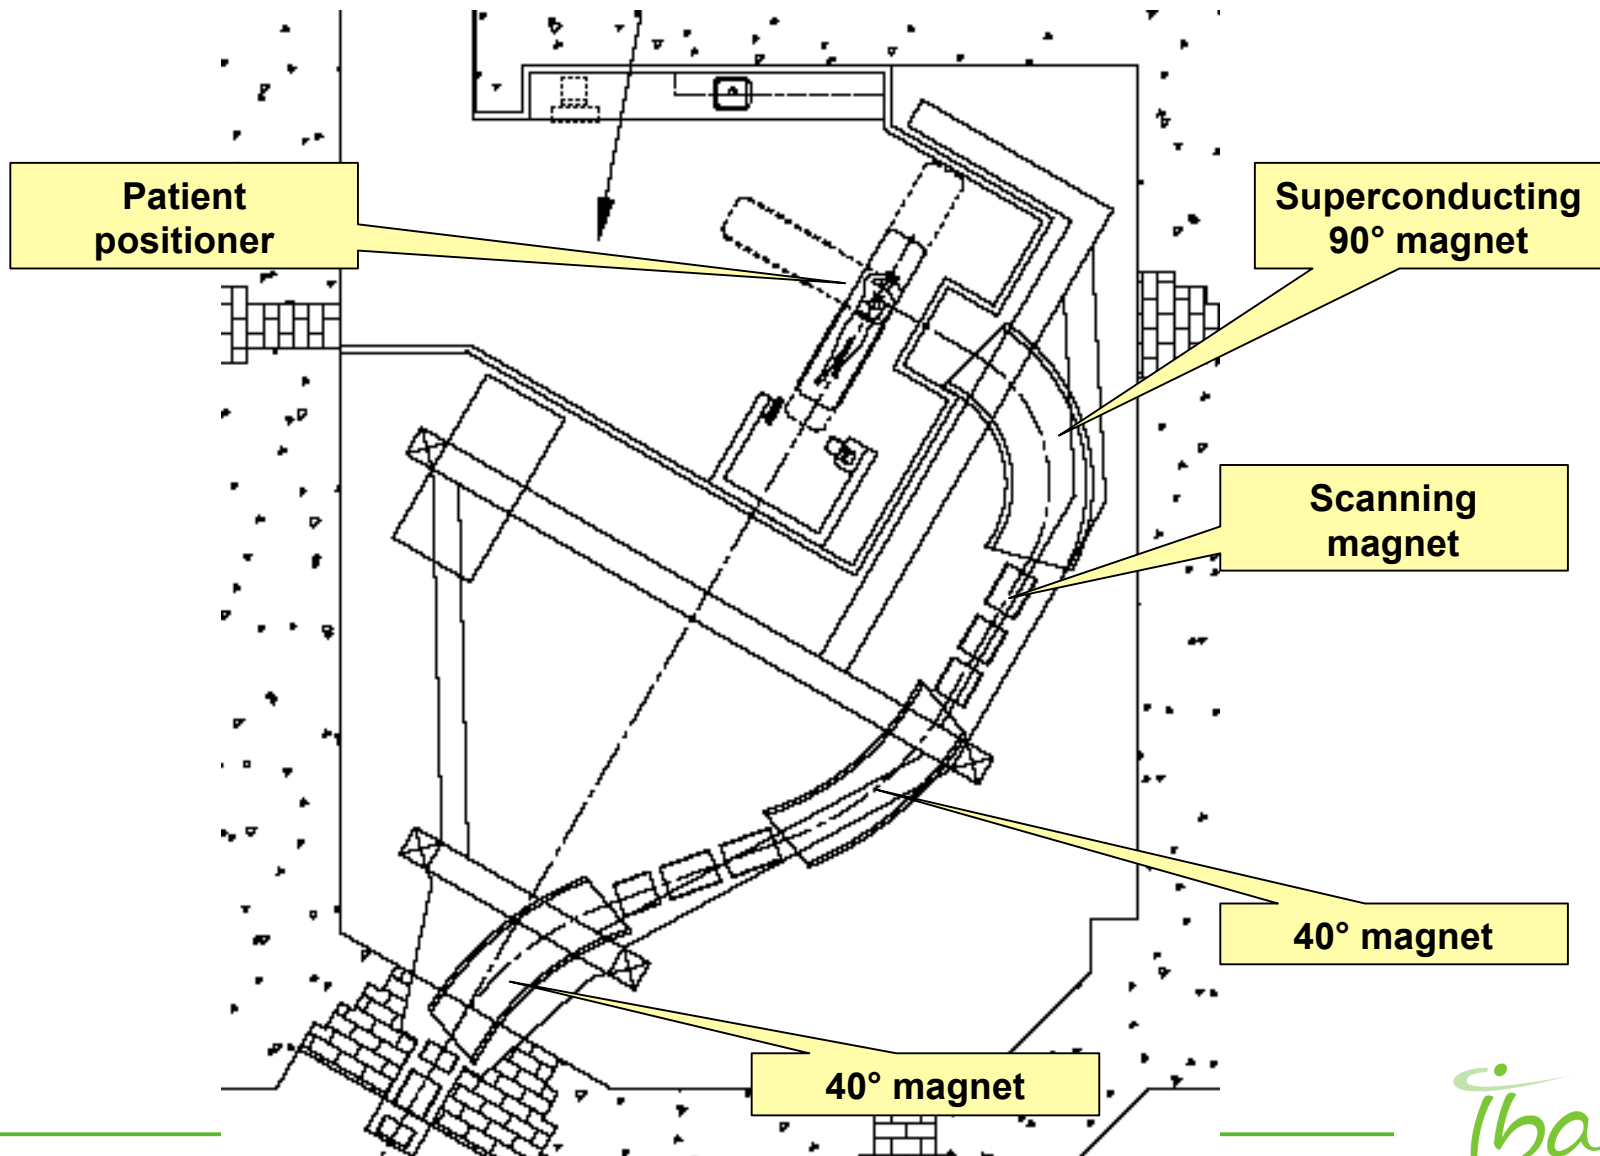 Patient
positioner
Superconducting
90° magnet
Scanning
magnet
40° magnet
40° magnet
iba